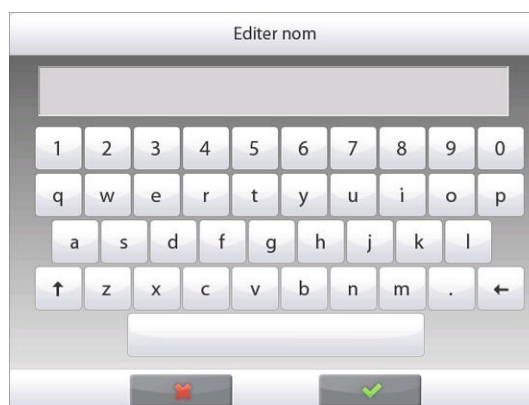 Editer nom
1 2 3 4 5 6 7 8 9 0
q w e r t y u i o p
a s d f g h j k l
↑ z x c v b n m . ←